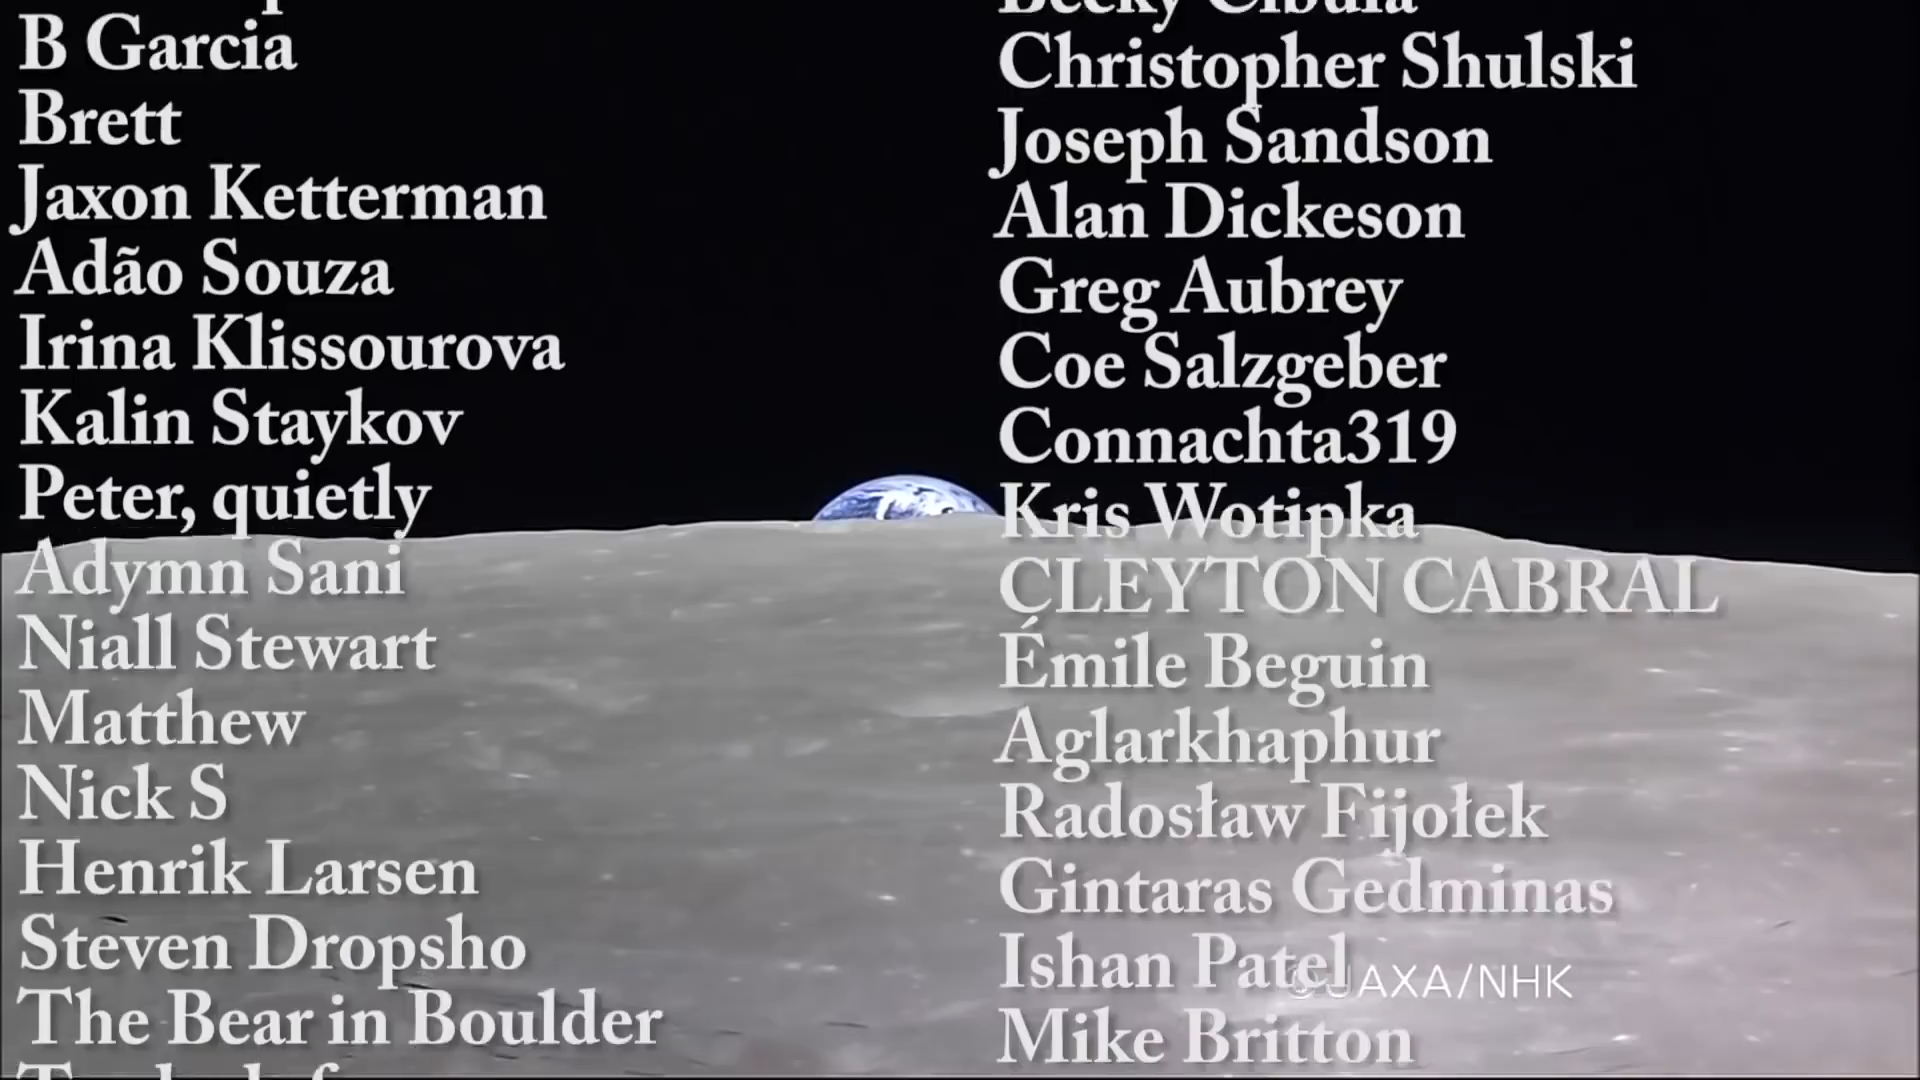 B Garcia
Brett
Jaxon Ketterman
Adão Souza
Irina Klissourova
Kalin Staykov
Peter, quietly
Adymn Sani
Niall Stewart
Matthew
Nick S
Henrik Larsen
Steven Dropsho
The Bear in Boulder
Becky Cibula
Christopher Shulski
Joseph Sandson
Alan Dickeson
Greg Aubrey
Coe Salzgeber
Connachta319
Kris Wotipka
CLEYTON CABRAL
Émile Beguin
Aglarkhaphur
Radosław Fijołek
Gintaras Gedminas
Ishan Patel
©JAXA/NHK
Mike Britton